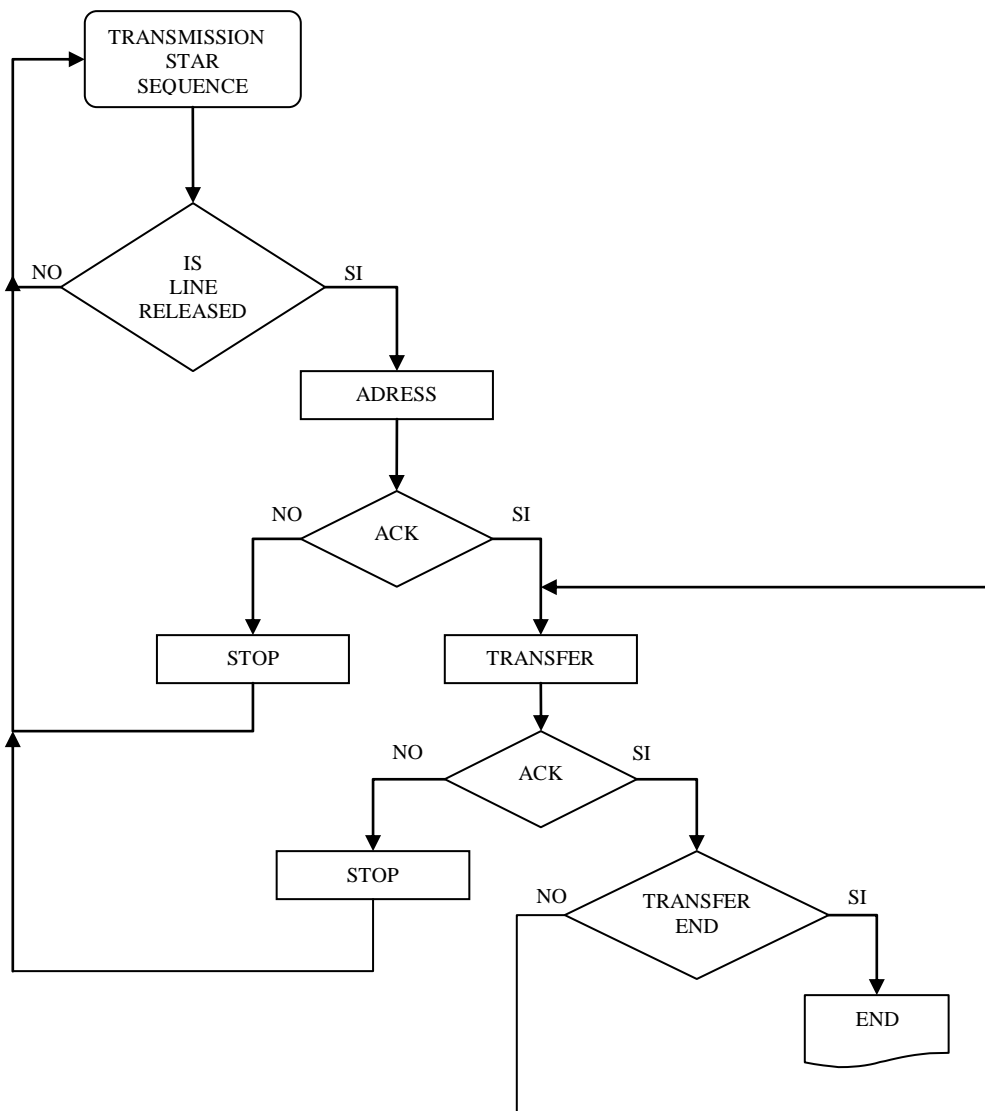 TRANSMISSION
STAR
SEQUENCE
IS
LINE
RELEASED
NO
SI
ADRESS
NO
ACK
SI
STOP
TRANSFER
NO
ACK
SI
STOP
NO
TRANSFER
END
SI
END